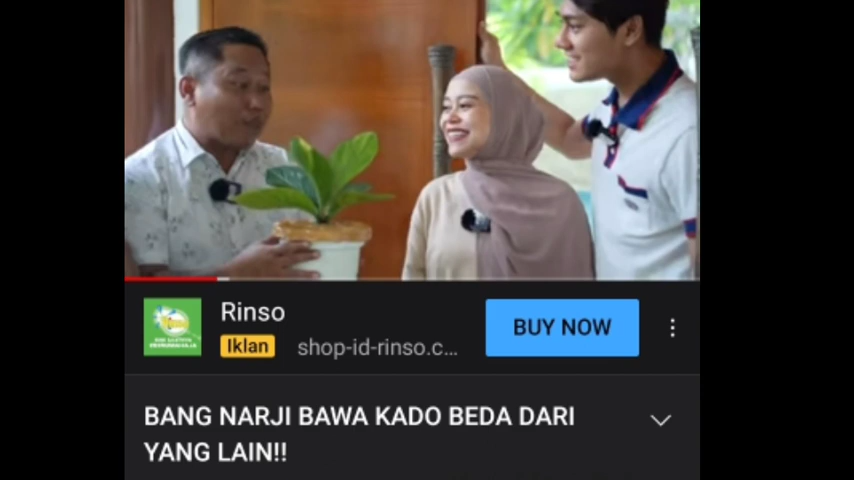 Rinso
BUY NOW
Iklan
shop-id-rinso.c...
BANG NARJI BAWA KADO BEDA DARI
YANG LAIN!!